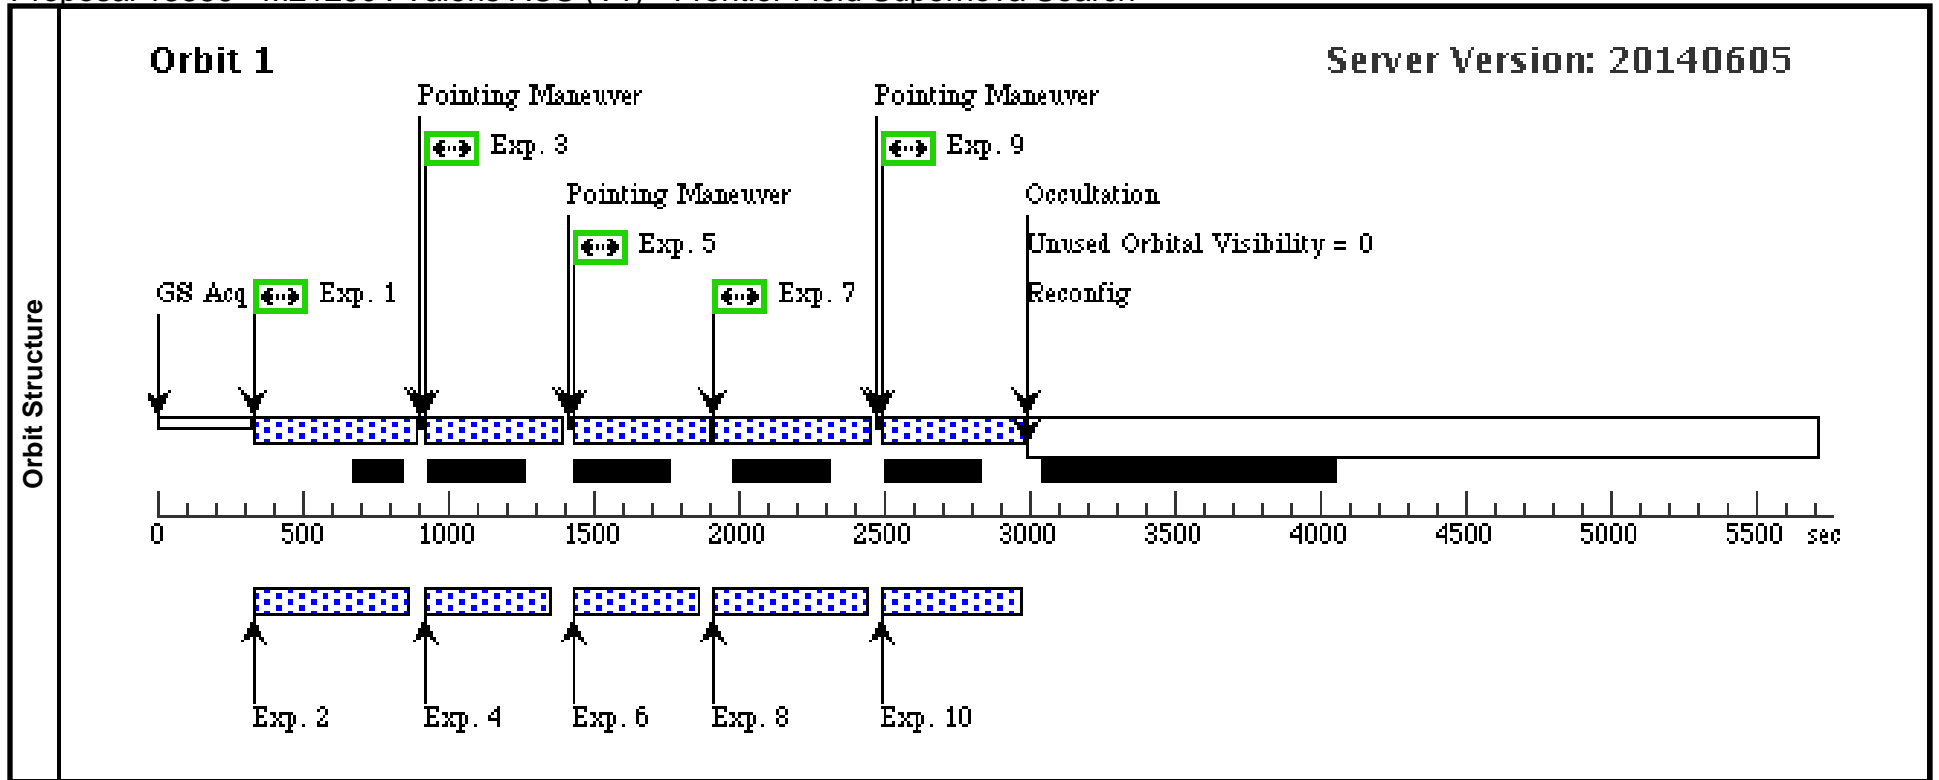 Orbit 1
Server Version: 20140605
Pointing Maneuver
Pointing Maneuver
Exp. 3
Exp. 9
Pointing Maneuver
Occultation
Exp. 5
Unused Orbital Visibility = 0
GS Acq
Exp. 1
Exp. 7
Reconfig
Orbit Structure
0 500 1000 1500 2000 2500 3000 3500 4000 4500 5000 5500 sec
Exp. 2
Exp. 4
Exp. 6
Exp. 8
Exp. 10